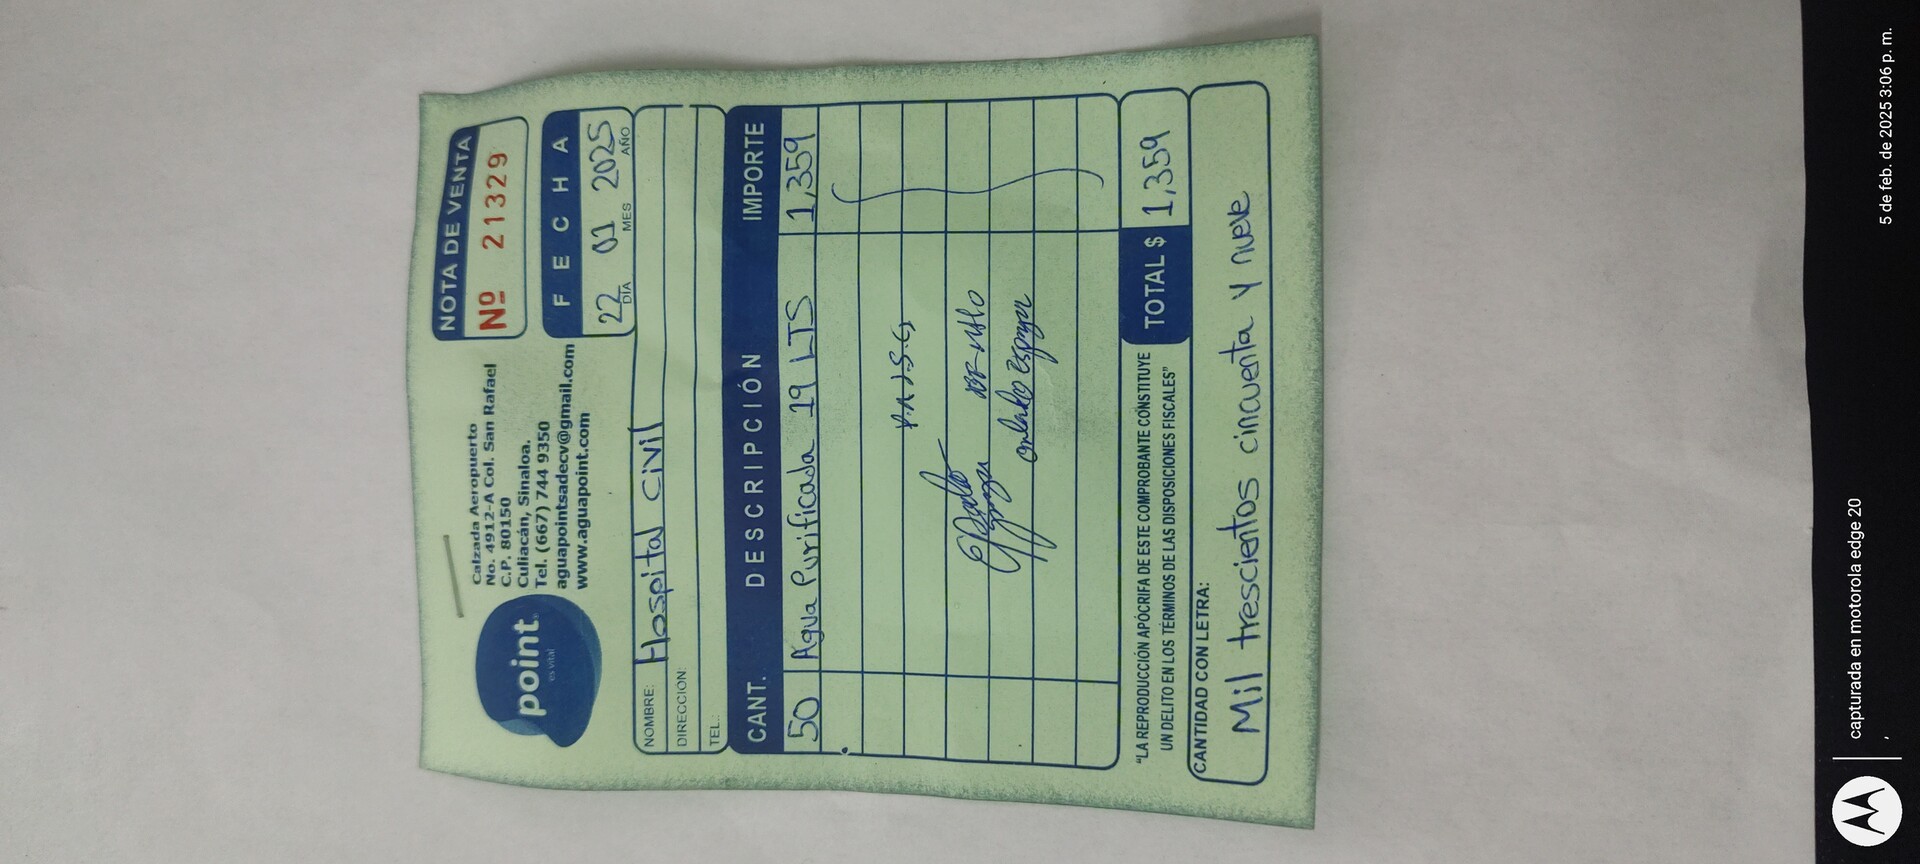 point
es vital
Calzada Aeropuerto
No. 4912-A Col. San Rafael
C.P. 80150
Culiacán, Sinaloa.
Tel. (667) 744 9350
aguapointsadecv@gmail.com
www.aguapoint.com
NOTA DE VENTA
Nº 21329
FECHA
22 01 2025
DÍA MES AÑO
NOMBRE: Hospital Civil
DIRECCIÓN:
TEL.:
CANT. DESCRIPCIÓN IMPORTE
50 Agua Purificada 19 LTS 1,359
"LA REPRODUCCIÓN APÓCRIFA DE ESTE COMPROBANTE CONSTITUYE
UN DELITO EN LOS TÉRMINOS DE LAS DISPOSICIONES FISCALES"
TOTAL $ 1,359
CANTIDAD CON LETRA:
Mil trescientos cincuenta y nueve
capturada en motorola edge 20
,
5 de feb. de 2025 3:06 p. m.